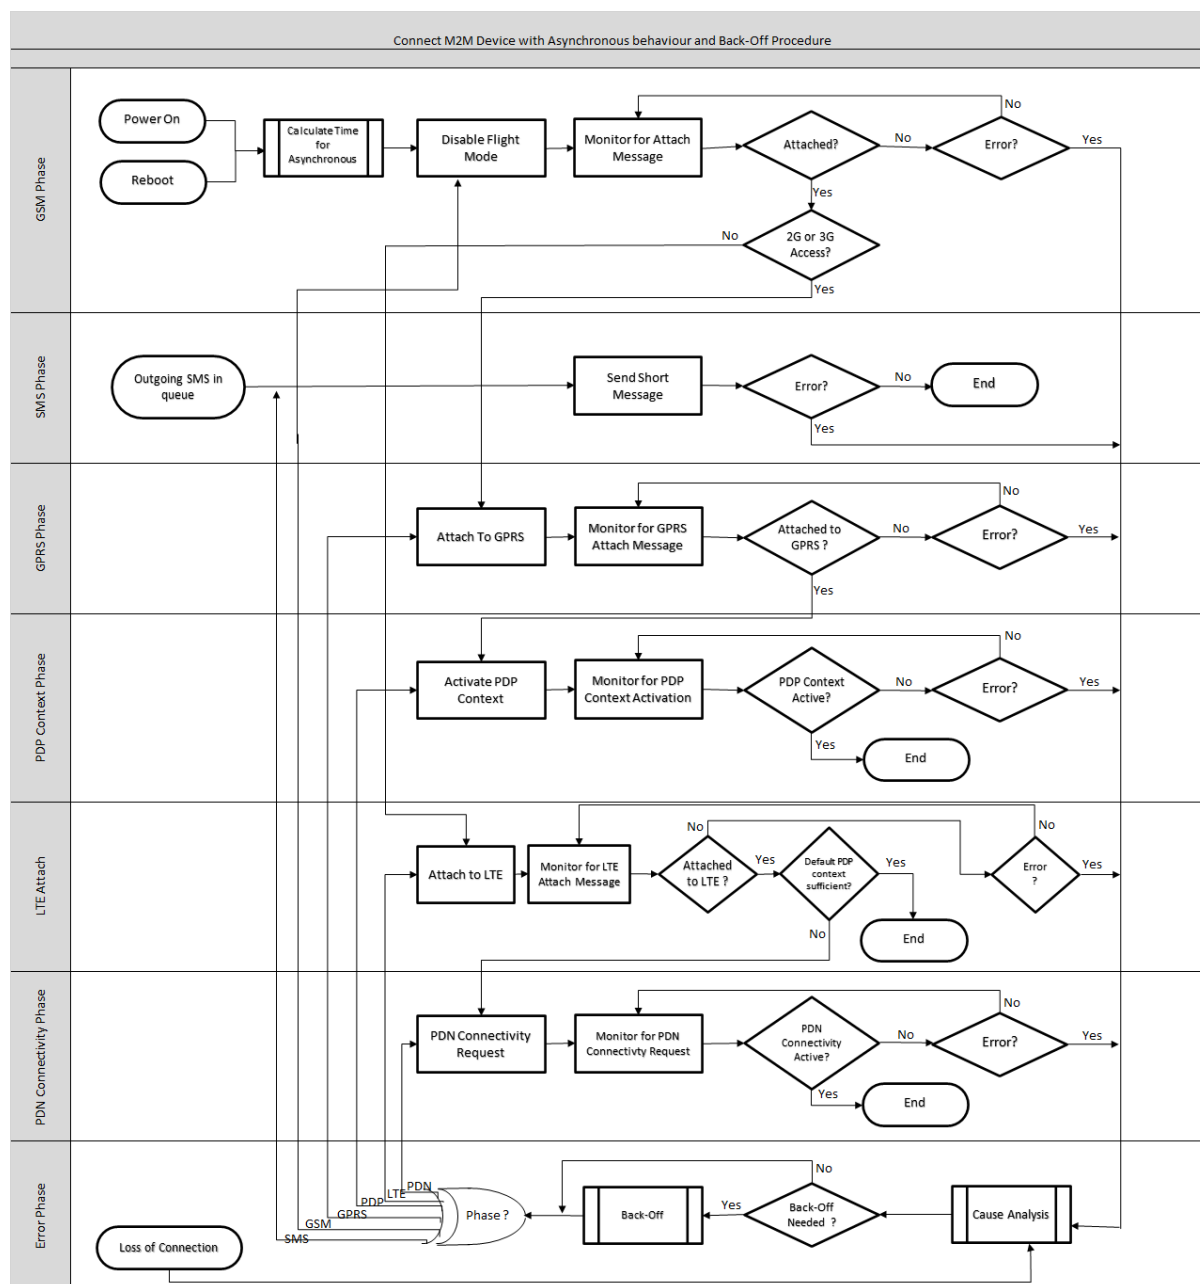 Connect M2M Device with Asynchronous behaviour and Back-Off Procedure
GSM Phase
Power On
Reboot
Calculate Time
for
Asynchronous
Disable Flight
Mode
Monitor for Attach
Message
Attached?
No
Error?
No
Yes
Yes
2G or 3G
Access?
No
Yes
SMS Phase
Outgoing SMS in
queue
Send Short
Message
Error?
No
End
Yes
GPRS Phase
Attach To GPRS
Monitor for GPRS
Attach Message
Attached to
GPRS ?
No
Error?
No
Yes
Yes
PDP Context Phase
Activate PDP
Context
Monitor for PDP
Context Activation
PDP Context
Active?
No
Error?
No
Yes
Yes
End
LTE Attach
Attach to LTE
Monitor for LTE
Attach Message
Attached
to LTE ?
No
Yes
Default PDP
context
sufficient?
Yes
No
End
Error
?
No
Yes
PDN Connectivity Phase
PDN Connectivity
Request
Monitor for PDN
Connectivty Request
PDN
Connectivity
Active?
No
Error?
No
Yes
Yes
End
Error Phase
Loss of Connection
PDN
LTE
PDP
GPRS
GSM
SMS
Phase ?
Back-Off
Yes
No
Back-Off
Needed ?
Cause Analysis